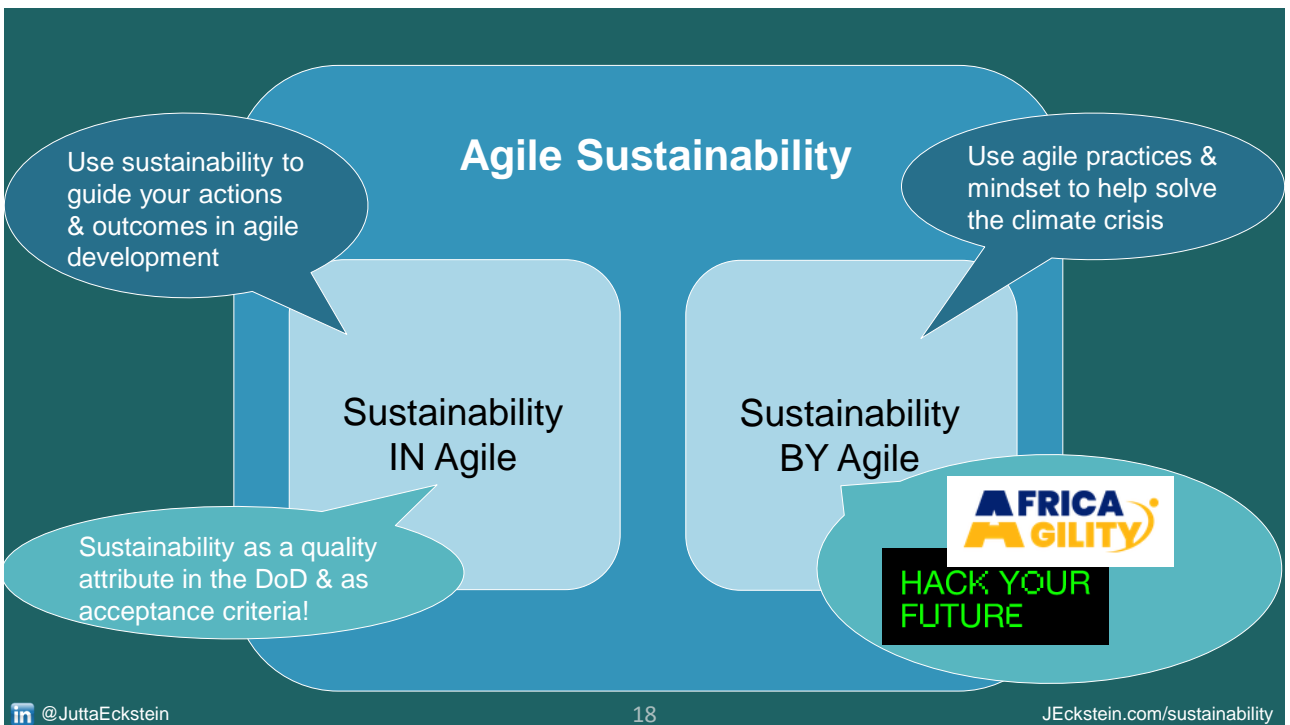 Agile Sustainability
Use sustainability to
guide your actions
& outcomes in agile
development
Use agile practices &
mindset to help solve
the climate crisis
Sustainability
IN Agile
Sustainability
BY Agile
Sustainability as a quality
attribute in the DoD & as
acceptance criteria!
AFRICA
AGILITY
HACK YOUR
FUTURE
in @JuttaEckstein
18
JEckstein.com/sustainability